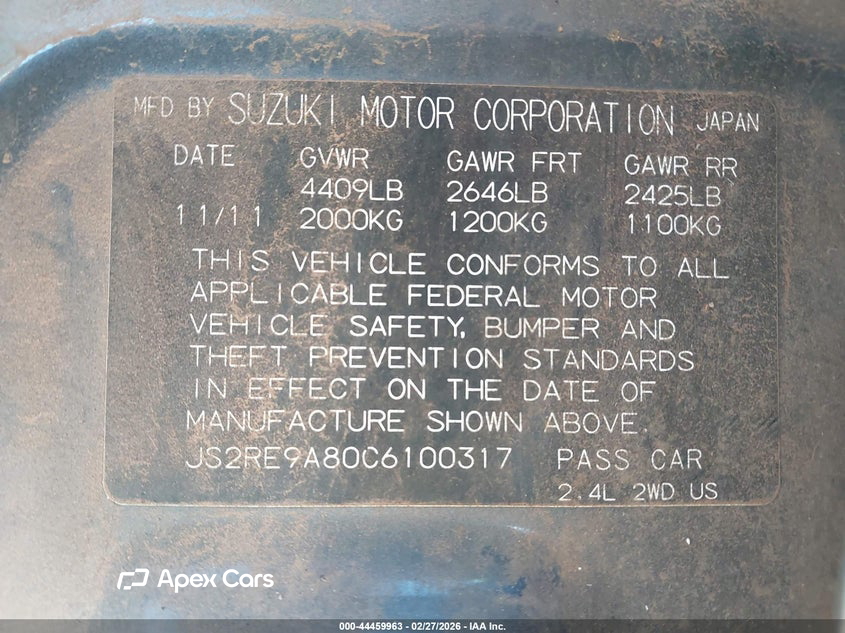 MFD BY SUZUKI MOTOR CORPORATION JAPAN
DATE GVWR GAWR FRT GAWR RR
4409LB 2646LB 2425LB
11/11 2000KG 1200KG 1100KG
THIS VEHICLE CONFORMS TO ALL
APPLICABLE FEDERAL MOTOR
VEHICLE SAFETY, BUMPER AND
THEFT PREVENTION STANDARDS
IN EFFECT ON THE DATE OF
MANUFACTURE SHOWN ABOVE.
JS2RE9A80C6100317 PASS CAR
2.4L 2WD US
Apex Cars
000-44459963 - 02/27/2026 - IAA Inc.